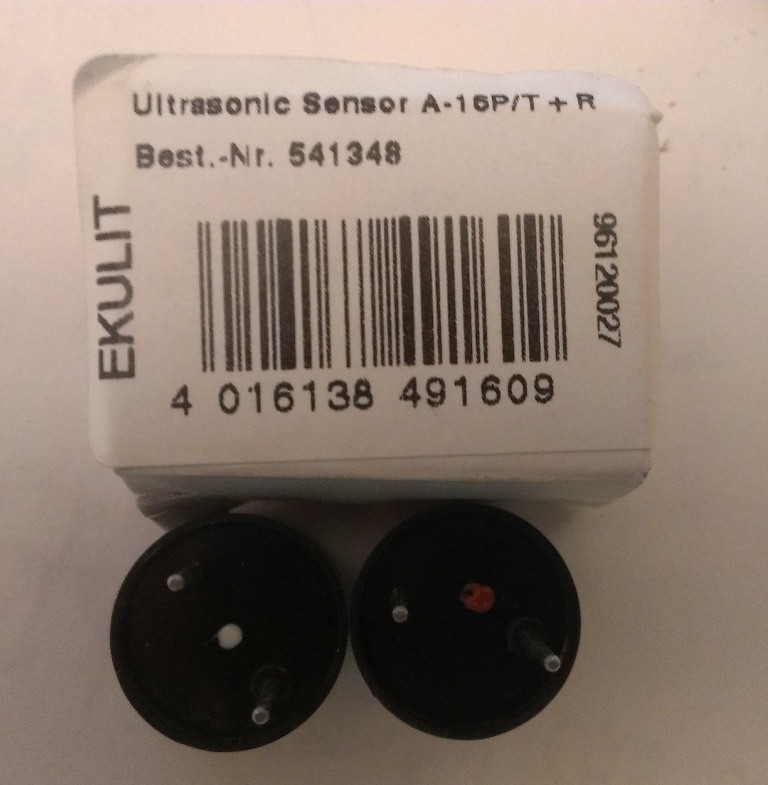 Ultrasonic Sensor A-16P/T + R
Best.-Nr. 541348
EKULIT
96120027
4 016138 491609